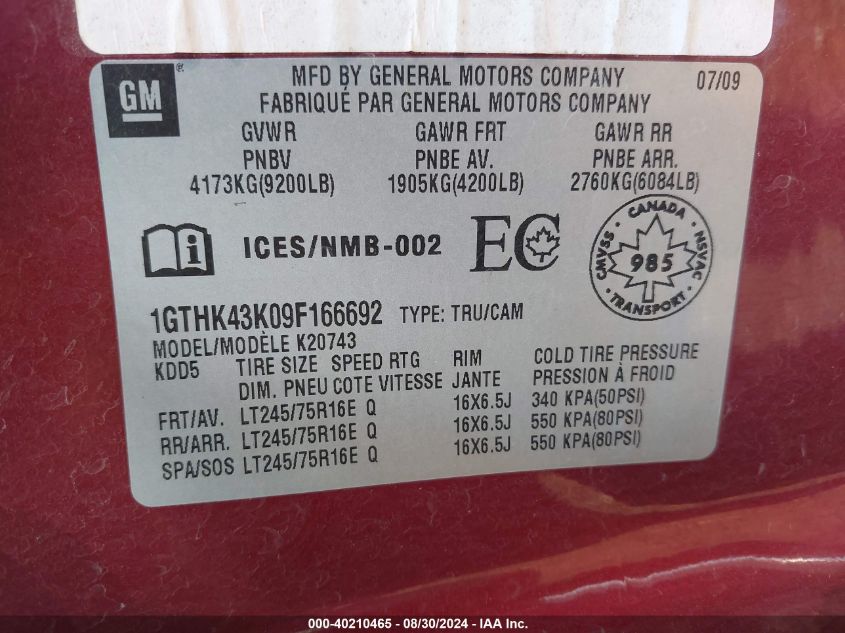 GM ®
MFD BY GENERAL MOTORS COMPANY 07/09
FABRIQUÉ PAR GENERAL MOTORS COMPANY
GVWR GAWR FRT GAWR RR
PNBV PNBE AV. PNBE ARR.
4173KG(9200LB) 1905KG(4200LB) 2760KG(6084LB)
i ICES/NMB-002 EC
CANADA
CMVSS 985 NSVAC
TRANSPORT
1GTHK43K09F166692 TYPE: TRU/CAM
MODEL/MODÈLE K20743
KDD5 TIRE SIZE SPEED RTG RIM COLD TIRE PRESSURE
DIM. PNEU COTE VITESSE JANTE PRESSION À FROID
FRT/AV. LT245/75R16E Q 16X6.5J 340 KPA(50PSI)
RR/ARR. LT245/75R16E Q 16X6.5J 550 KPA(80PSI)
SPA/SOS LT245/75R16E Q 16X6.5J 550 KPA(80PSI)
000-40210465 - 08/30/2024 - IAA Inc.